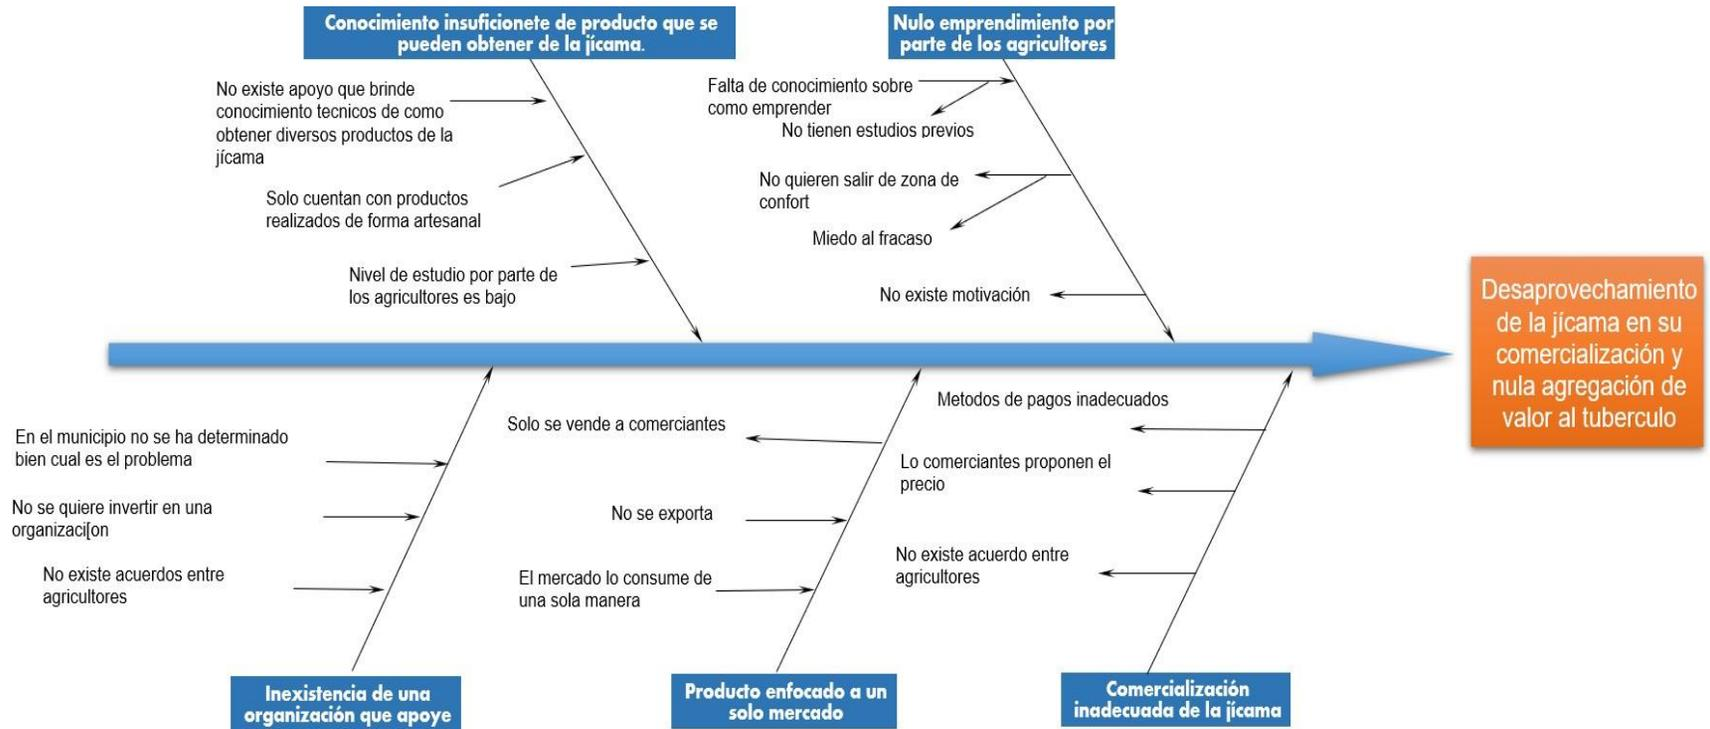 Conocimiento insuficionete de producto que se
pueden obtener de la jícama.
Nulo emprendimiento por
parte de los agricultores
No existe apoyo que brinde
conocimiento tecnicos de como
obtener diversos productos de la
jícama
Solo cuentan con productos
realizados de forma artesanal
Nivel de estudio por parte de
los agricultores es bajo
Falta de conocimiento sobre
como emprender
No tienen estudios previos
No quieren salir de zona de
confort
Miedo al fracaso
No existe motivación
Desaprovechamiento
de la jícama en su
comercialización y
nula agregación de
valor al tuberculo
En el municipio no se ha determinado
bien cual es el problema
No se quiere invertir en una
organizaci[on
No existe acuerdos entre
agricultores
Solo se vende a comerciantes
No se exporta
El mercado lo consume de
una sola manera
Metodos de pagos inadecuados
Lo comerciantes proponen el
precio
No existe acuerdo entre
agricultores
Inexistencia de una
organización que apoye
Producto enfocado a un
solo mercado
Comercialización
inadecuada de la jícama